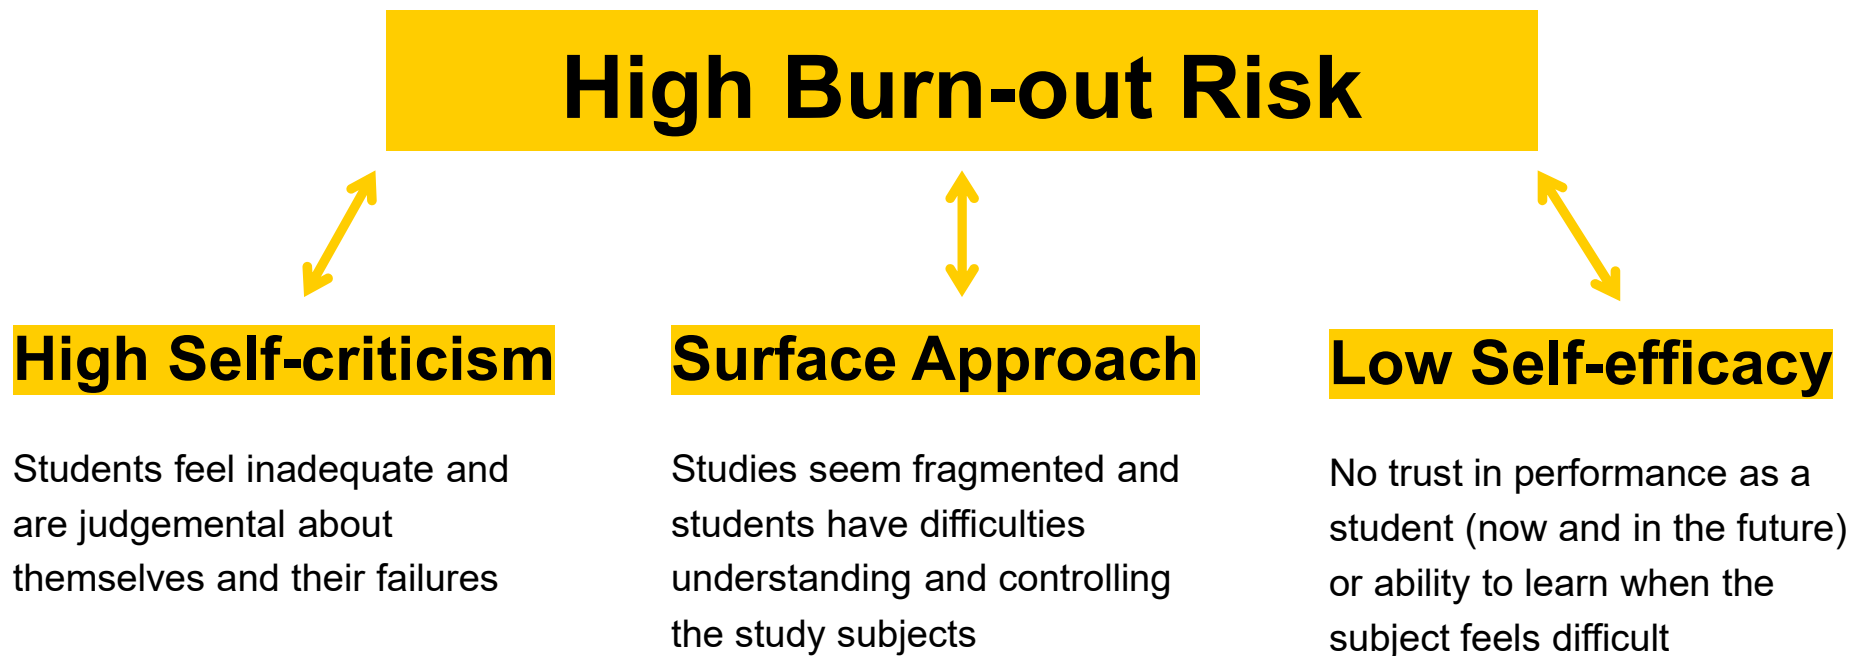 High Burn-out Risk
High Self-criticism
Students feel inadequate and
are judgemental about
themselves and their failures
Surface Approach
Studies seem fragmented and
students have difficulties
understanding and controlling
the study subjects
Low Self-efficacy
No trust in performance as a
student (now and in the future)
or ability to learn when the
subject feels difficult